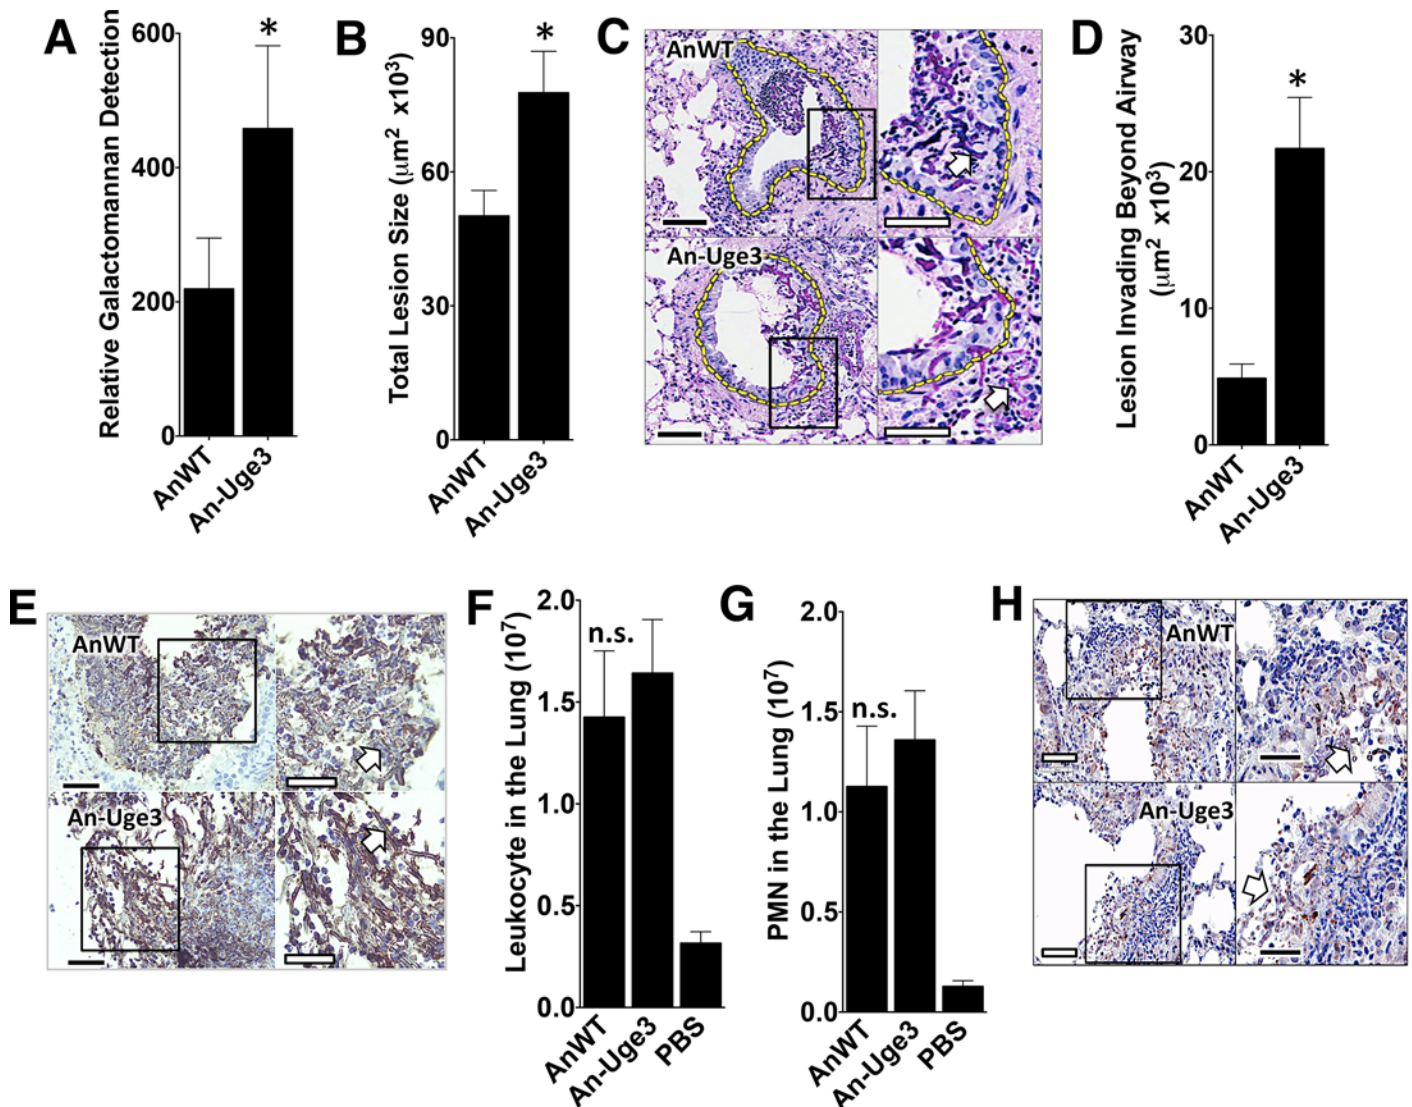 A
Relative Galactomannan Detection
600
400
200
0
*
AnWT
An-Uge3
B
Total Lesion Size (μm² x10³)
90
60
30
0
*
AnWT
An-Uge3
C
AnWT
An-Uge3
D
Lesion Invading Beyond Airway
(μm² x10³)
30
20
10
0
*
AnWT
An-Uge3
E
AnWT
An-Uge3
F
Leukocyte in the Lung (10⁷)
2.0
1.5
1.0
0.5
0.0
n.s.
AnWT
An-Uge3
PBS
G
PMN in the Lung (10⁷)
2.0
1.5
1.0
0.5
0.0
n.s.
AnWT
An-Uge3
PBS
H
AnWT
An-Uge3